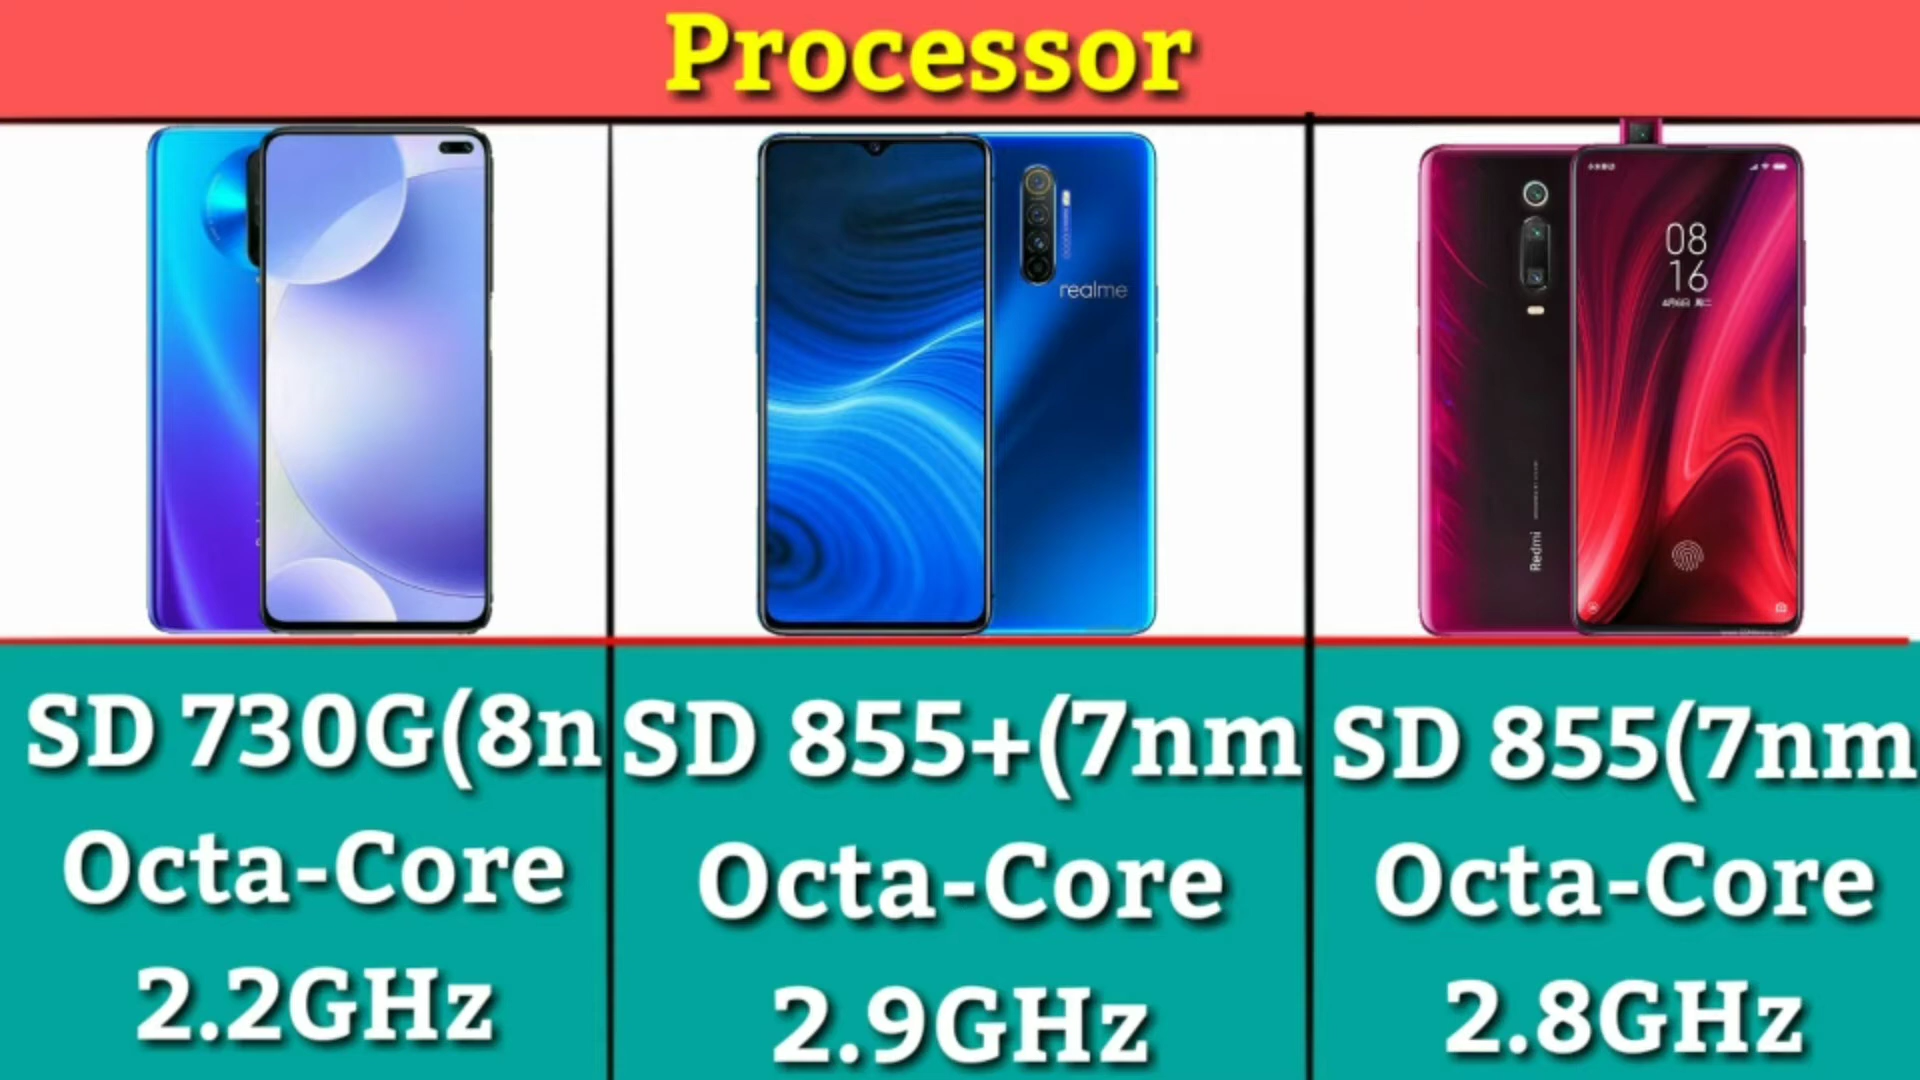 Processor
realme
08
16
Redmi
SD 730G(8n
SD 855+(7nm
SD 855(7nm
Octa-Core
Octa-Core
Octa-Core
2.2GHz
2.9GHz
2.8GHz